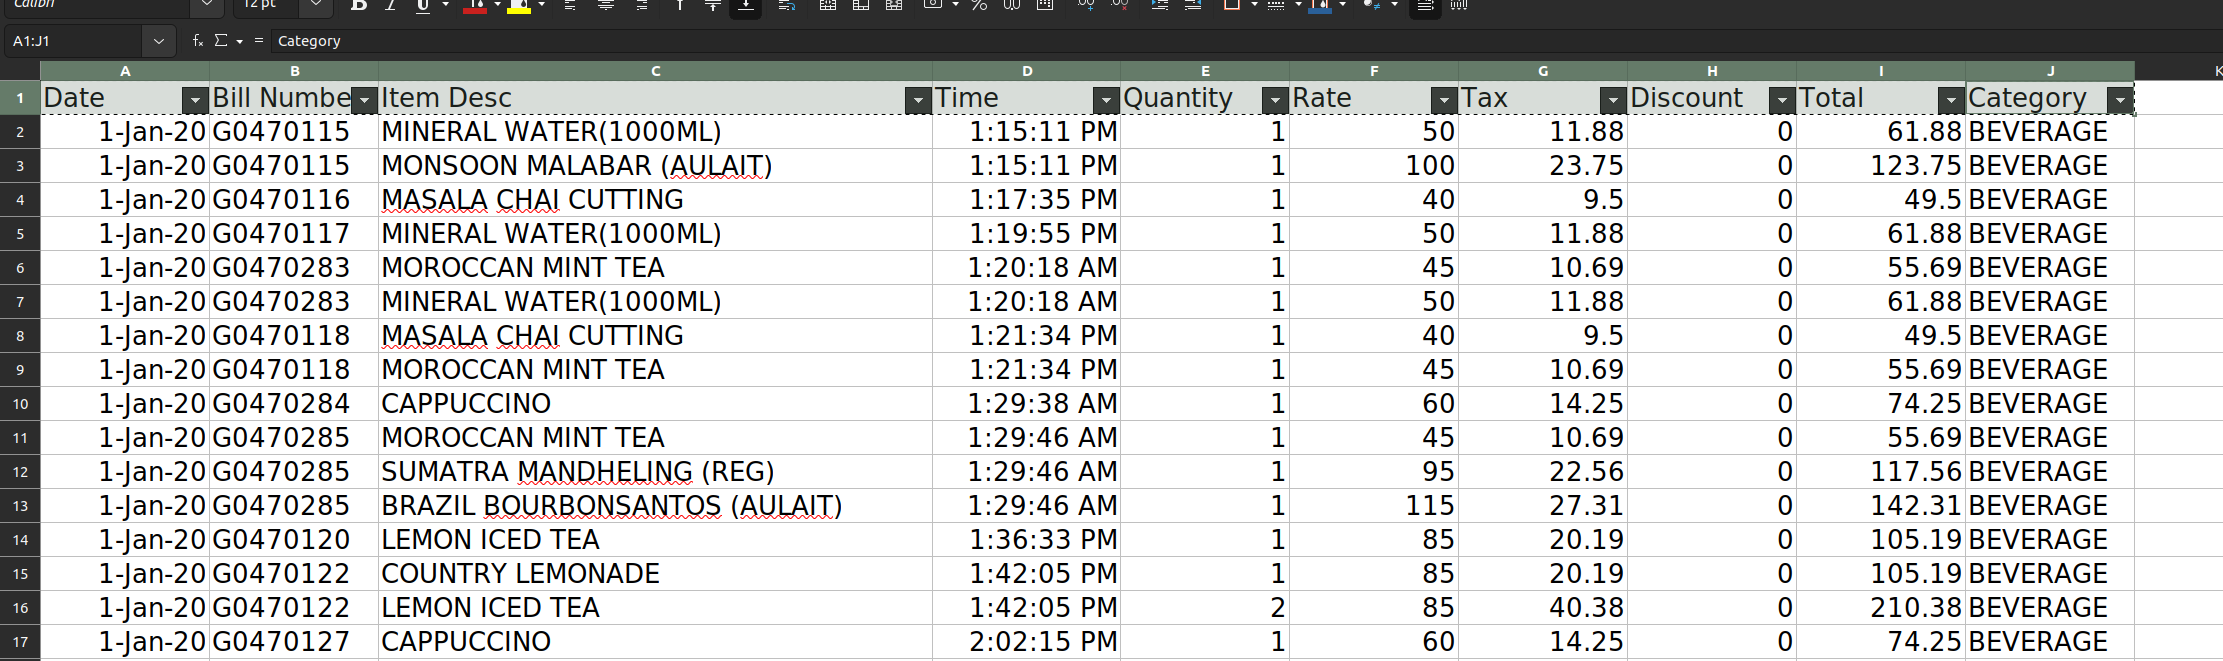 Calibri 12 pt B I U %
A1:J1 fx Σ = Category
A B C D E F G H I J K
1 Date Bill Numbe Item Desc Time Quantity Rate Tax Discount Total Category
2 1-Jan-20 G0470115 MINERAL WATER(1000ML) 1:15:11 PM 1 50 11.88 0 61.88 BEVERAGE
3 1-Jan-20 G0470115 MONSOON MALABAR (AULAIT) 1:15:11 PM 1 100 23.75 0 123.75 BEVERAGE
4 1-Jan-20 G0470116 MASALA CHAI CUTTING 1:17:35 PM 1 40 9.5 0 49.5 BEVERAGE
5 1-Jan-20 G0470117 MINERAL WATER(1000ML) 1:19:55 PM 1 50 11.88 0 61.88 BEVERAGE
6 1-Jan-20 G0470283 MOROCCAN MINT TEA 1:20:18 AM 1 45 10.69 0 55.69 BEVERAGE
7 1-Jan-20 G0470283 MINERAL WATER(1000ML) 1:20:18 AM 1 50 11.88 0 61.88 BEVERAGE
8 1-Jan-20 G0470118 MASALA CHAI CUTTING 1:21:34 PM 1 40 9.5 0 49.5 BEVERAGE
9 1-Jan-20 G0470118 MOROCCAN MINT TEA 1:21:34 PM 1 45 10.69 0 55.69 BEVERAGE
10 1-Jan-20 G0470284 CAPPUCCINO 1:29:38 AM 1 60 14.25 0 74.25 BEVERAGE
11 1-Jan-20 G0470285 MOROCCAN MINT TEA 1:29:46 AM 1 45 10.69 0 55.69 BEVERAGE
12 1-Jan-20 G0470285 SUMATRA MANDHELING (REG) 1:29:46 AM 1 95 22.56 0 117.56 BEVERAGE
13 1-Jan-20 G0470285 BRAZIL BOURBONSANTOS (AULAIT) 1:29:46 AM 1 115 27.31 0 142.31 BEVERAGE
14 1-Jan-20 G0470120 LEMON ICED TEA 1:36:33 PM 1 85 20.19 0 105.19 BEVERAGE
15 1-Jan-20 G0470122 COUNTRY LEMONADE 1:42:05 PM 1 85 20.19 0 105.19 BEVERAGE
16 1-Jan-20 G0470122 LEMON ICED TEA 1:42:05 PM 2 85 40.38 0 210.38 BEVERAGE
17 1-Jan-20 G0470127 CAPPUCCINO 2:02:15 PM 1 60 14.25 0 74.25 BEVERAGE